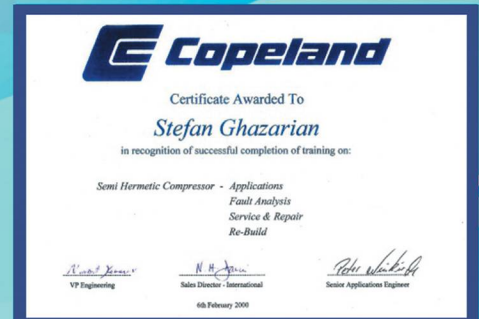 Copeland
Certificate Awarded To
Stefan Ghazarian
in recognition of successful completion of training on:
Semi Hermetic Compressor - Applications
Fault Analysis
Service & Repair
Re-Build
VP Engineering
Sales Director - International
Senior Applications Engineer
6th February 2000